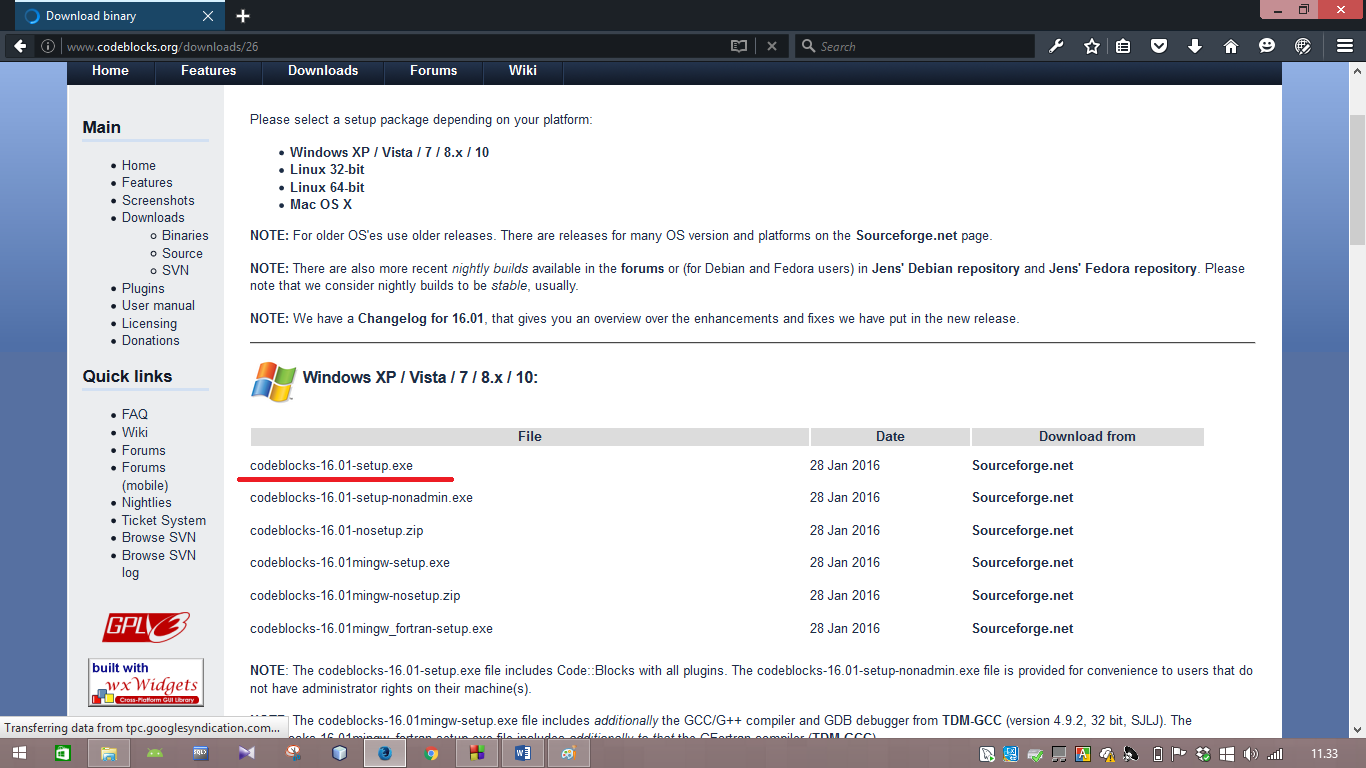 Download binary
www.codeblocks.org/downloads/26
Search
Home Features Downloads Forums Wiki
Main
Home
Features
Screenshots
Downloads
Binaries
Source
SVN
Plugins
User manual
Licensing
Donations
Quick links
FAQ
Wiki
Forums
Forums
(mobile)
Nightlies
Ticket System
Browse SVN
Browse SVN
log
GPL 3
built with
wxWidgets
Cross-Platform GUI Library
Please select a setup package depending on your platform:
Windows XP / Vista / 7 / 8.x / 10
Linux 32-bit
Linux 64-bit
Mac OS X
NOTE: For older OS'es use older releases. There are releases for many OS version and platforms on the Sourceforge.net page.
NOTE: There are also more recent nightly builds available in the forums or (for Debian and Fedora users) in Jens' Debian repository and Jens' Fedora repository. Please
note that we consider nightly builds to be stable, usually.
NOTE: We have a Changelog for 16.01, that gives you an overview over the enhancements and fixes we have put in the new release.
Windows XP / Vista / 7 / 8.x / 10:
File Date Download from
codeblocks-16.01-setup.exe 28 Jan 2016 Sourceforge.net
codeblocks-16.01-setup-nonadmin.exe 28 Jan 2016 Sourceforge.net
codeblocks-16.01-nosetup.zip 28 Jan 2016 Sourceforge.net
codeblocks-16.01mingw-setup.exe 28 Jan 2016 Sourceforge.net
codeblocks-16.01mingw-nosetup.zip 28 Jan 2016 Sourceforge.net
codeblocks-16.01mingw_fortran-setup.exe 28 Jan 2016 Sourceforge.net
NOTE: The codeblocks-16.01-setup.exe file includes Code::Blocks with all plugins. The codeblocks-16.01-setup-nonadmin.exe file is provided for convenience to users that do
not have administrator rights on their machine(s).
The codeblocks-16.01mingw-setup.exe file includes additionally the GCC/G++ compiler and GDB debugger from TDM-GCC (version 4.9.2, 32 bit, SJLJ). The
Transferring data from tpc.googlesyndication.com...
11.33